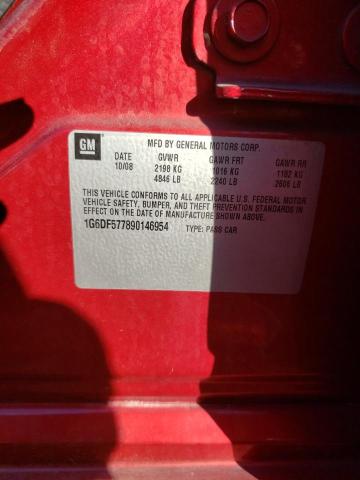 GM
MFD BY GENERAL MOTORS CORP.
DATE GVWR GAWR FRT GAWR RR
10/08 2198 KG 1016 KG 1182 KG
4846 LB 2240 LB 2606 LB
THIS VEHICLE CONFORMS TO ALL APPLICABLE U.S. FEDERAL MOTOR
VEHICLE SAFETY, BUMPER, AND THEFT PREVENTION STANDARDS IN
EFFECT ON THE DATE OF MANUFACTURE SHOWN ABOVE.
1G6DF577890146954 TYPE: PASS CAR